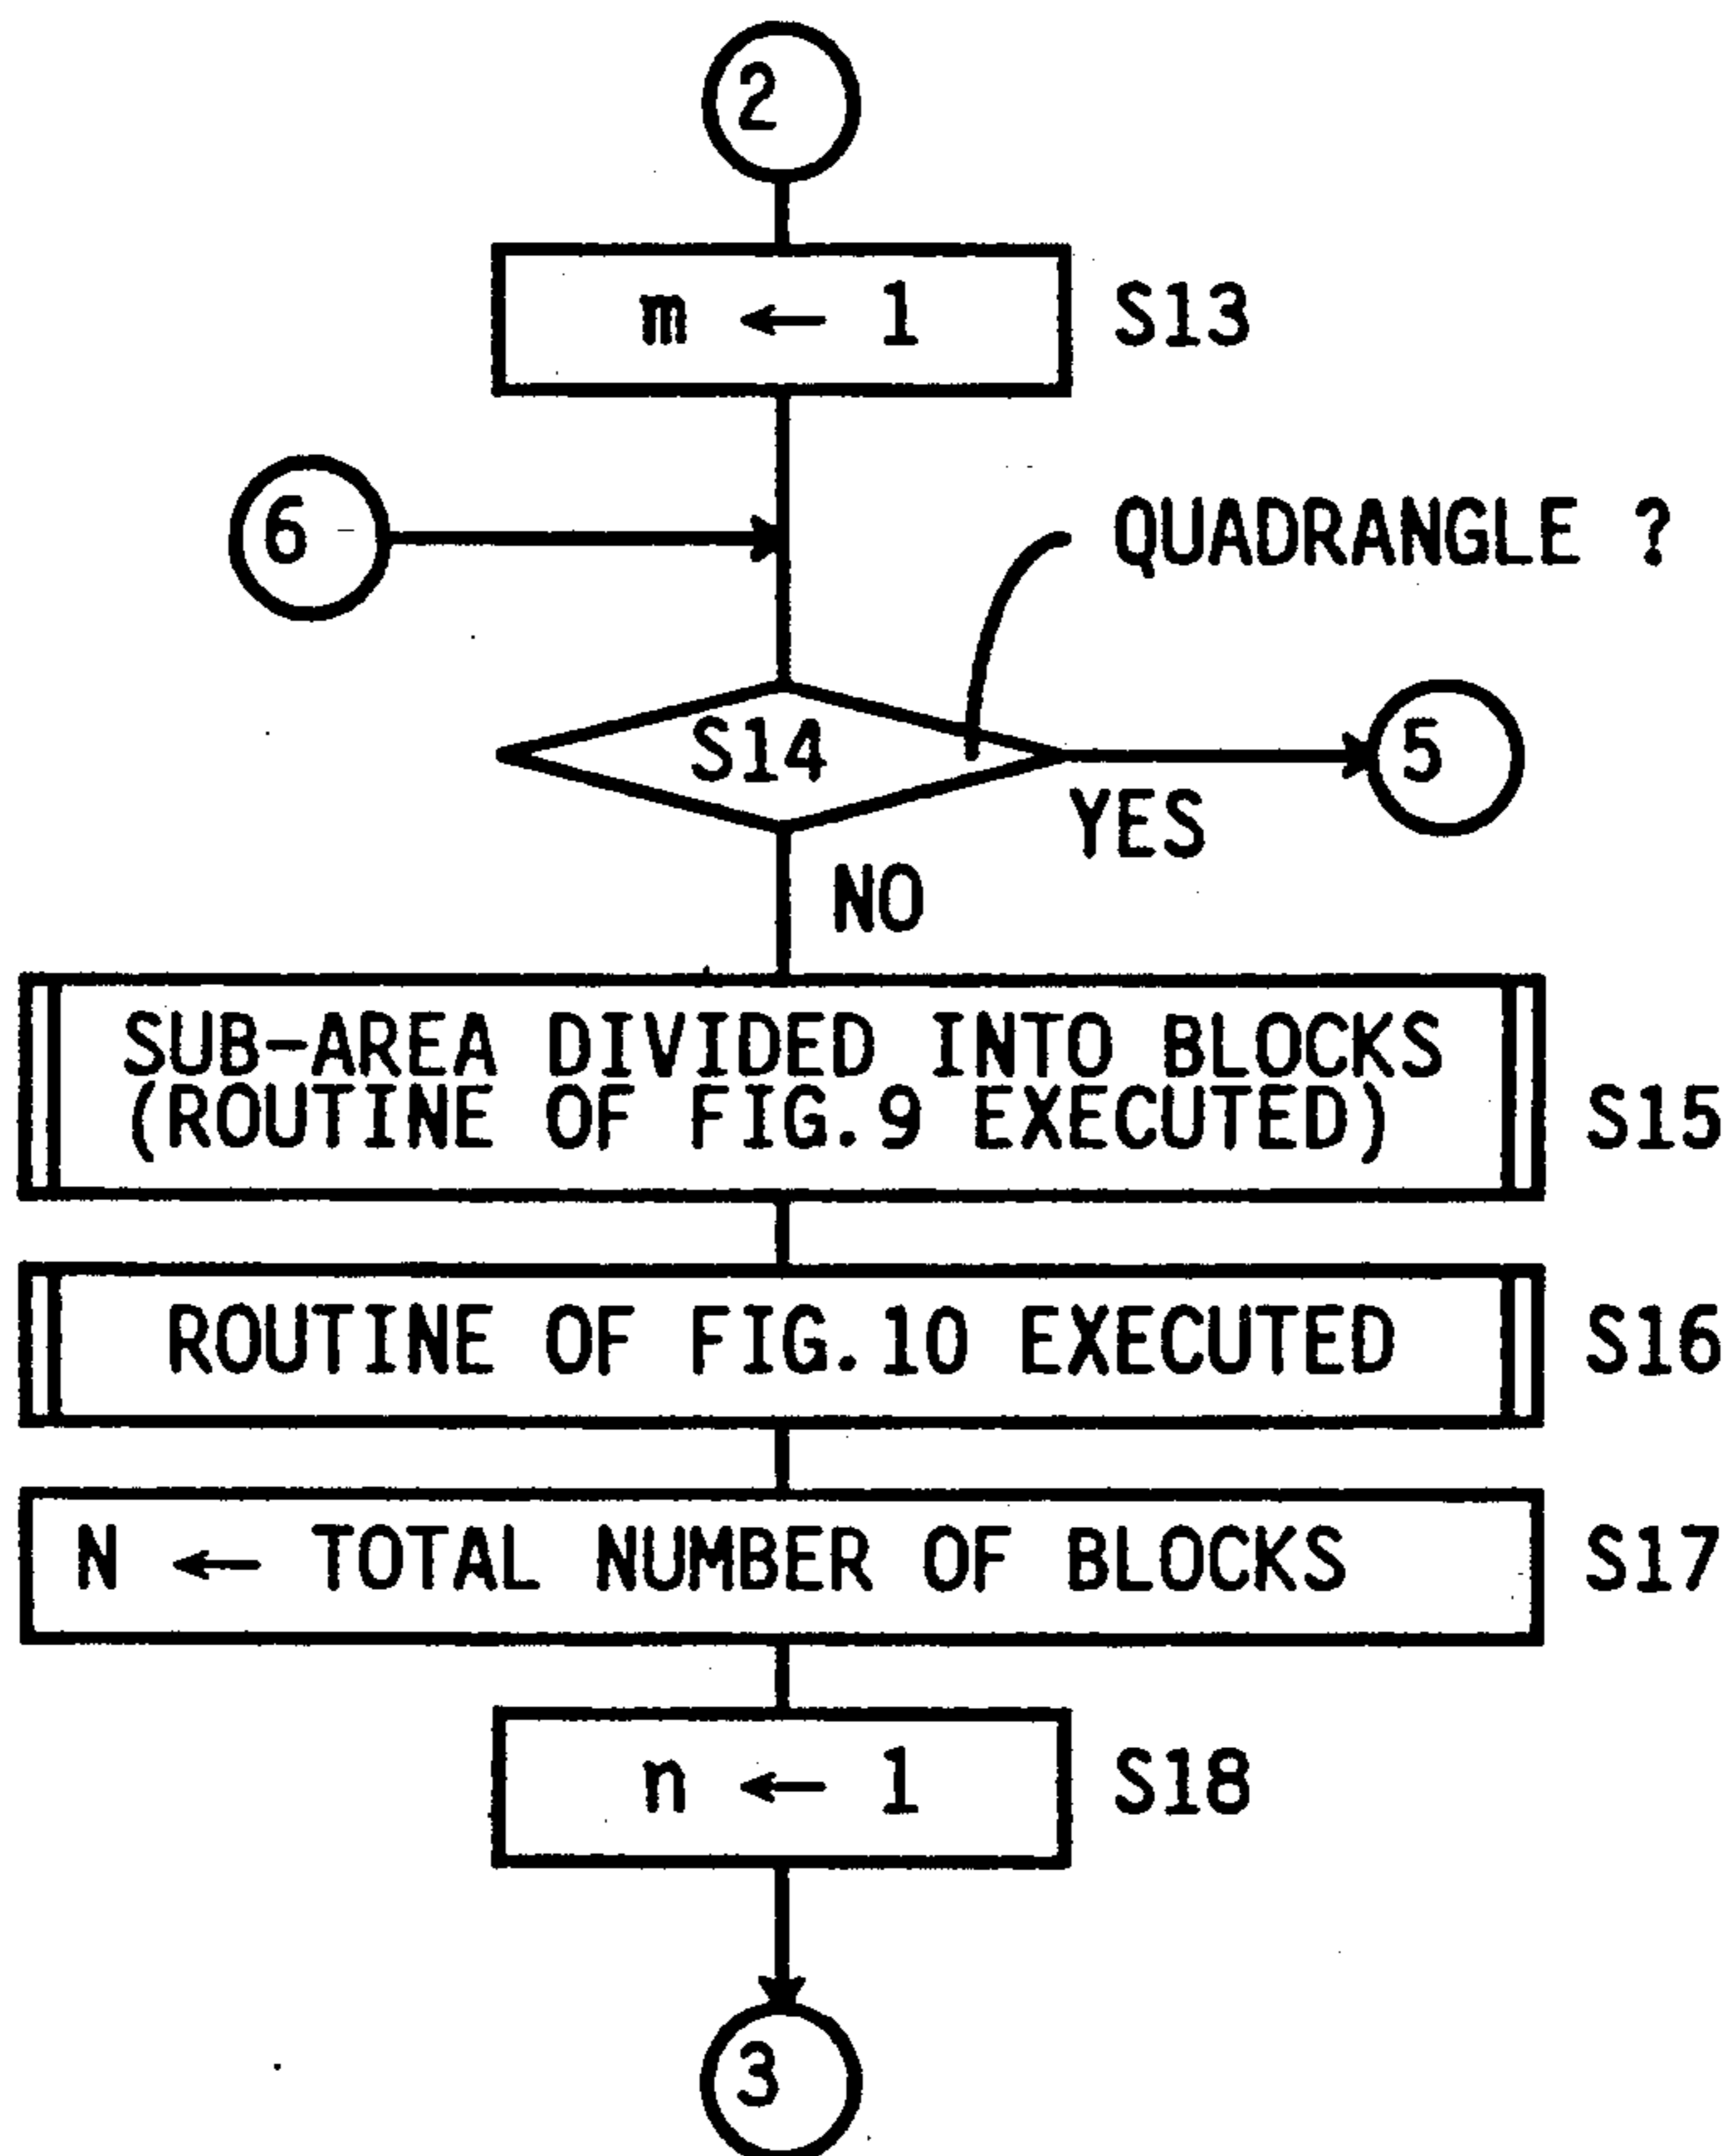 2
m ← 1 S13
6
QUADRANGLE ?
S14
5
YES
NO
SUB-AREA DIVIDED INTO BLOCKS
(ROUTINE OF FIG.9 EXECUTED) S15
ROUTINE OF FIG.10 EXECUTED S16
N ← TOTAL NUMBER OF BLOCKS S17
n ← 1 S18
3